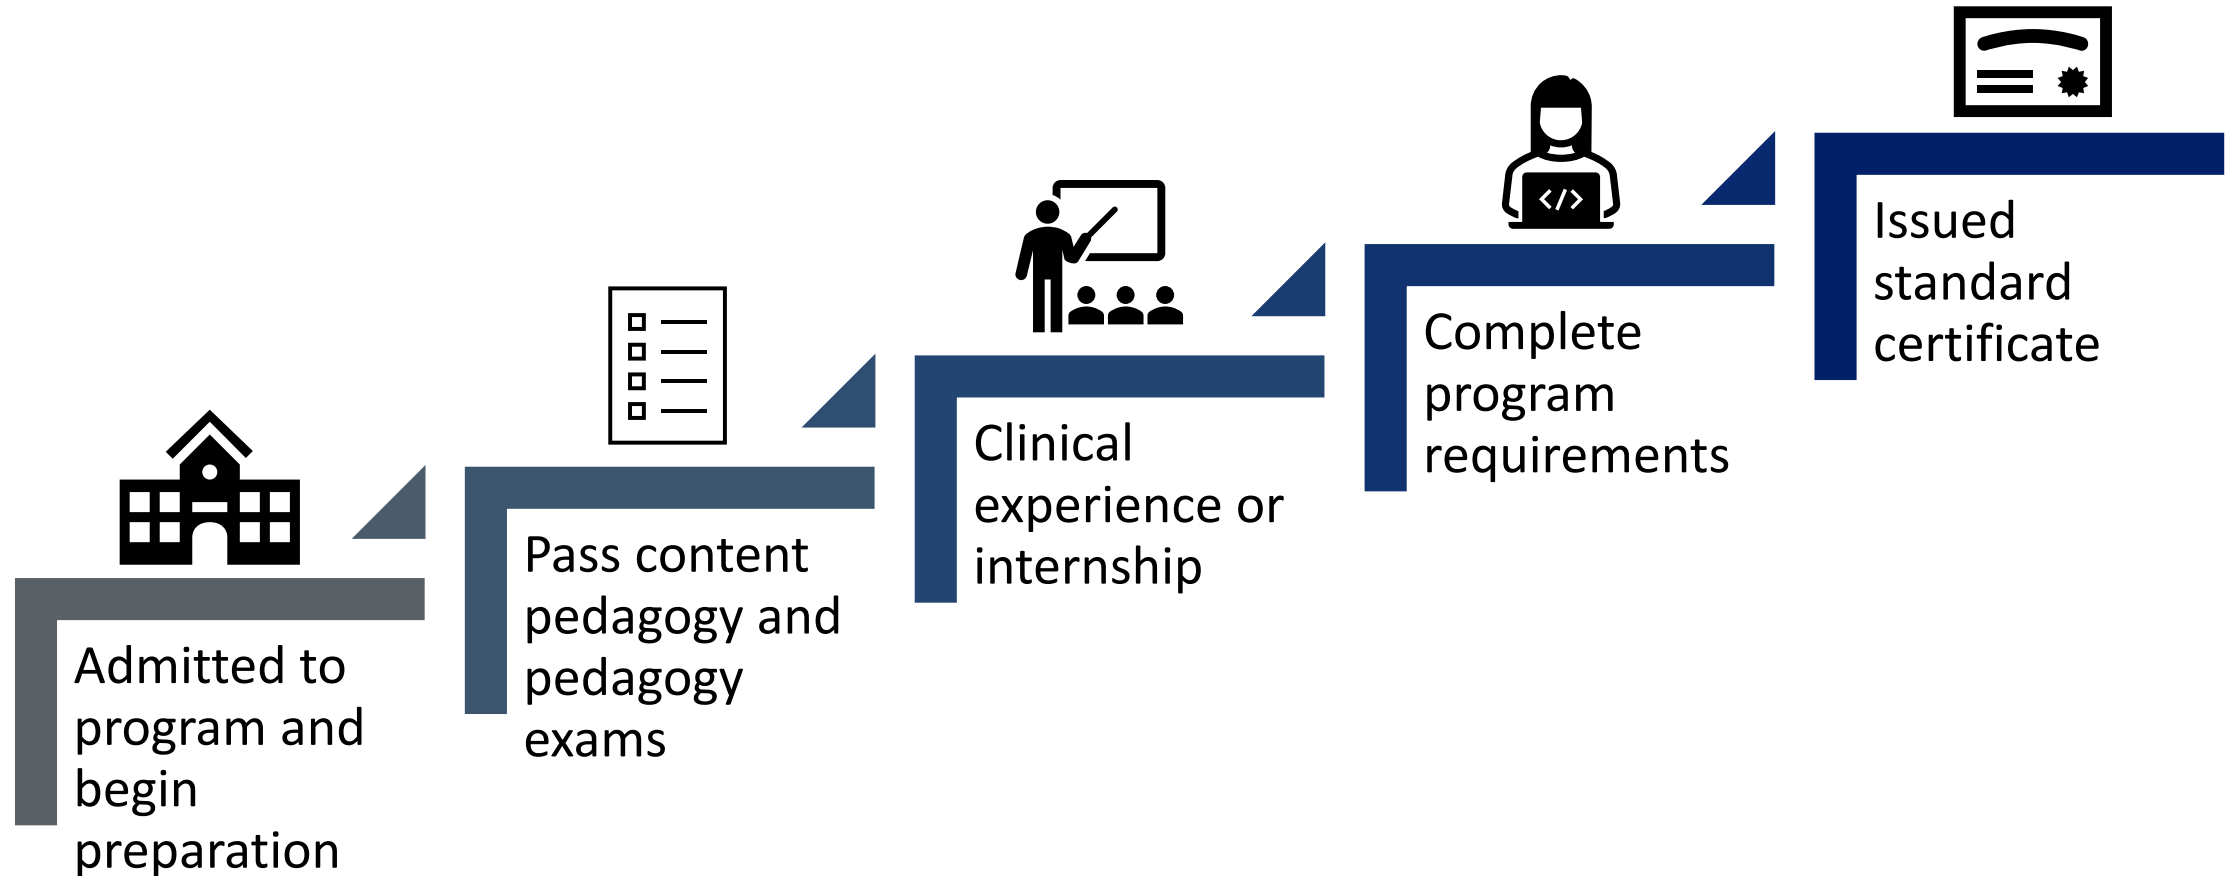 Admitted to
program and
begin
preparation
Pass content
pedagogy and
pedagogy
exams
Clinical
experience or
internship
Complete
program
requirements
Issued
standard
certificate